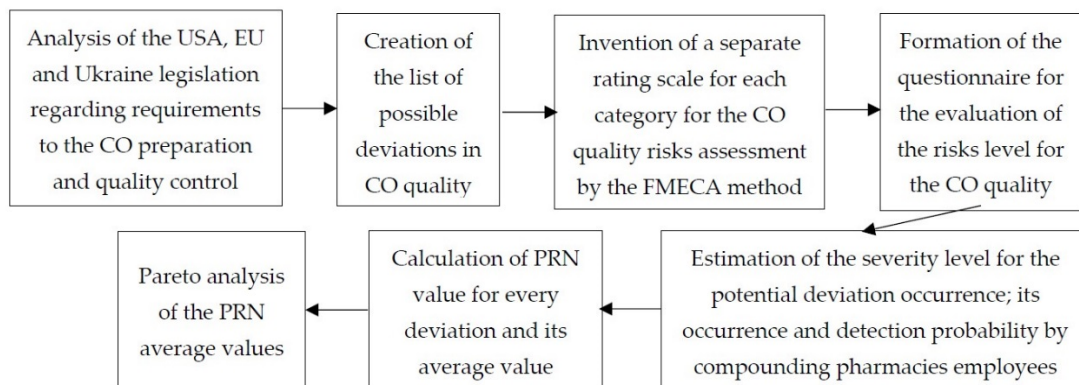 Analysis of the USA, EU
and Ukraine legislation
regarding requirements
to the CO preparation
and quality control
Creation of
the list of
possible
deviations in
CO quality
Invention of a separate
rating scale for each
category for the CO
quality risks assessment
by the FMECA method
Formation of the
questionnaire for
the evaluation of
the risks level for
the CO quality
Estimation of the severity level for the
potential deviation occurrence; its
occurrence and detection probability by
compounding pharmacies employees
Calculation of PRN
value for every
deviation and its
average value
Pareto analysis
of the PRN
average values